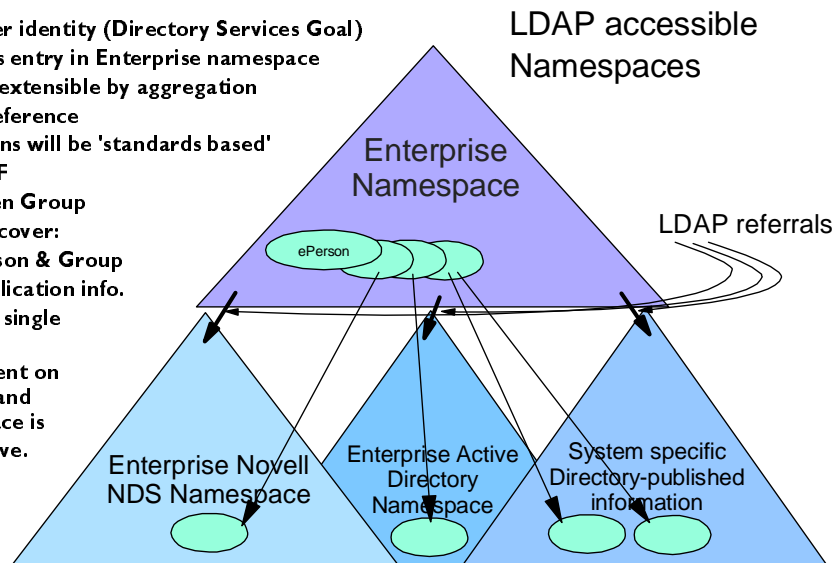 LDAP accessible
Namespaces
er identity (Directory Services Goal)
s entry in Enterprise namespace
extensible by aggregation
eference
ns will be 'standards based'
F
en Group
cover:
son & Group
lication info.
single
ent on
and
ce is
ve.
Enterprise
Namespace
ePerson
LDAP referrals
Enterprise Novell
NDS Namespace
Enterprise Active
Directory
Namespace
System specific
Directory-published
information